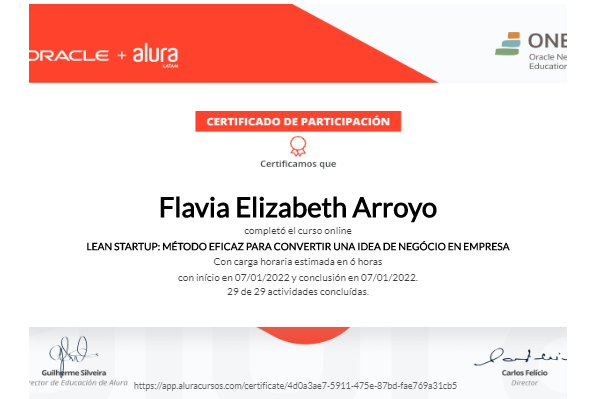 ORACLE + alura
LATAM
ONE
Oracle Ne
Education
CERTIFICADO DE PARTICIPACIÓN
Certificamos que
Flavia Elizabeth Arroyo
completó el curso online
LEAN STARTUP: MÉTODO EFICAZ PARA CONVERTIR UNA IDEA DE NEGÓCIO EN EMPRESA
Con carga horaria estimada en 6 horas
con início en 07/01/2022 y conclusión en 07/01/2022.
29 de 29 actividades concluídas.
Guilherme Silveira
rector de Educación de Alura
https://app.aluracursos.com/certificate/4d0a3ae7-5911-475e-87bd-fae769a31cb5
Carlos Felício
Director